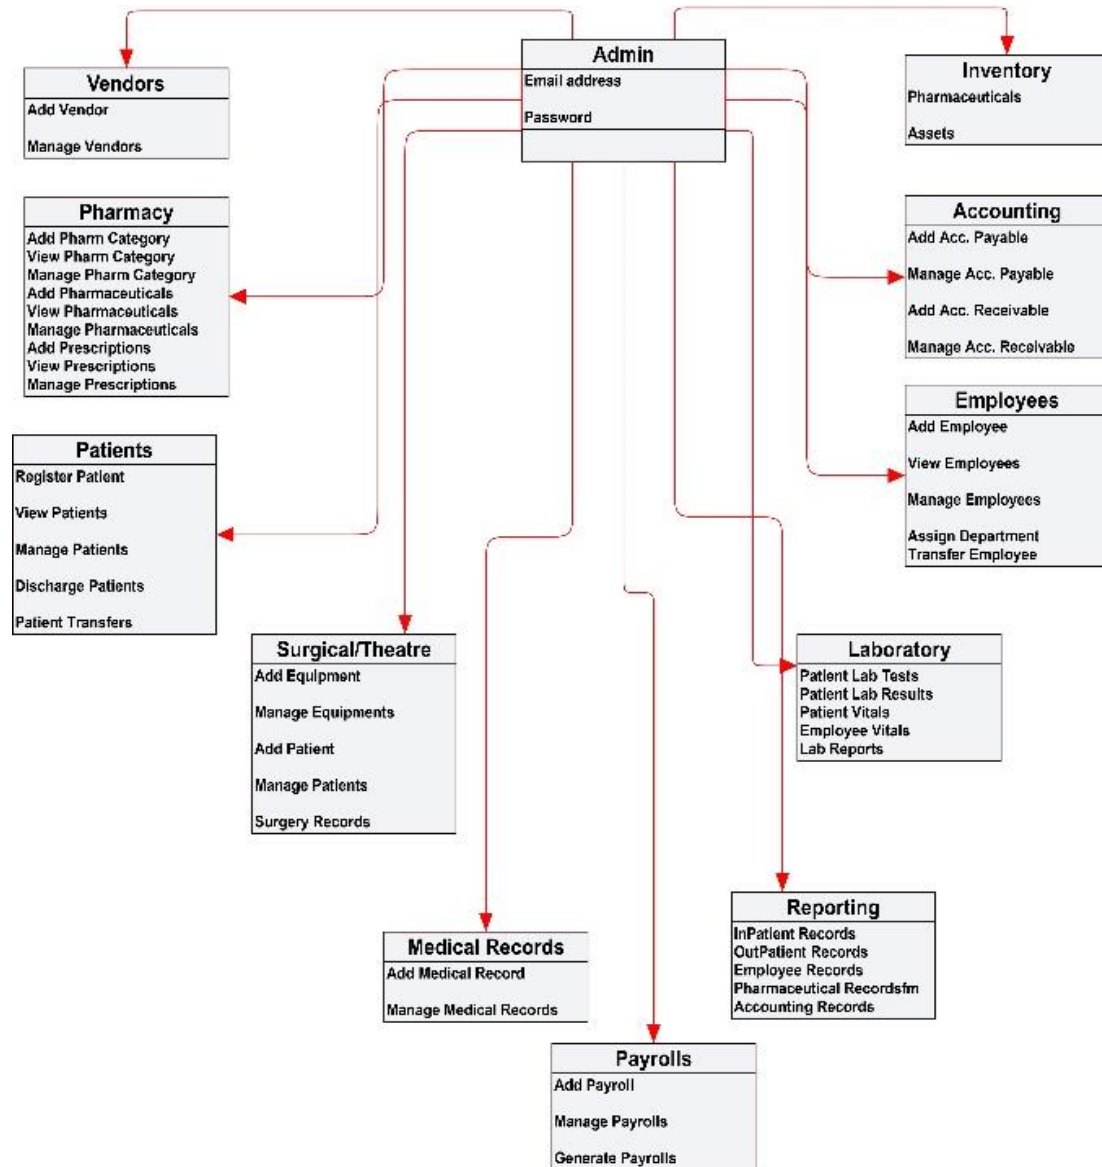 Admin
Email address
Password
Vendors
Add Vendor
Manage Vendors
Inventory
Pharmaceuticals
Assets
Pharmacy
Add Pharm Category
View Pharm Category
Manage Pharm Category
Add Pharmaceuticals
View Pharmaceuticals
Manage Pharmaceuticals
Add Prescriptions
View Prescriptions
Manage Prescriptions
Accounting
Add Acc. Payable
Manage Acc. Payable
Add Acc. Receivable
Manage Acc. Receivable
Employees
Add Employee
View Employees
Manage Employees
Assign Department
Transfer Employee
Patients
Register Patient
View Patients
Manage Patients
Discharge Patients
Patient Transfers
Surgical/Theatre
Add Equipment
Manage Equipments
Add Patient
Manage Patients
Surgery Records
Laboratory
Patient Lab Tests
Patient Lab Results
Patient Vitals
Employee Vitals
Lab Reports
Medical Records
Add Medical Record
Manage Medical Records
Reporting
InPatient Records
OutPatient Records
Employee Records
Pharmaceutical Recordsfm
Accounting Records
Payrolls
Add Payroll
Manage Payrolls
Generate Payrolls